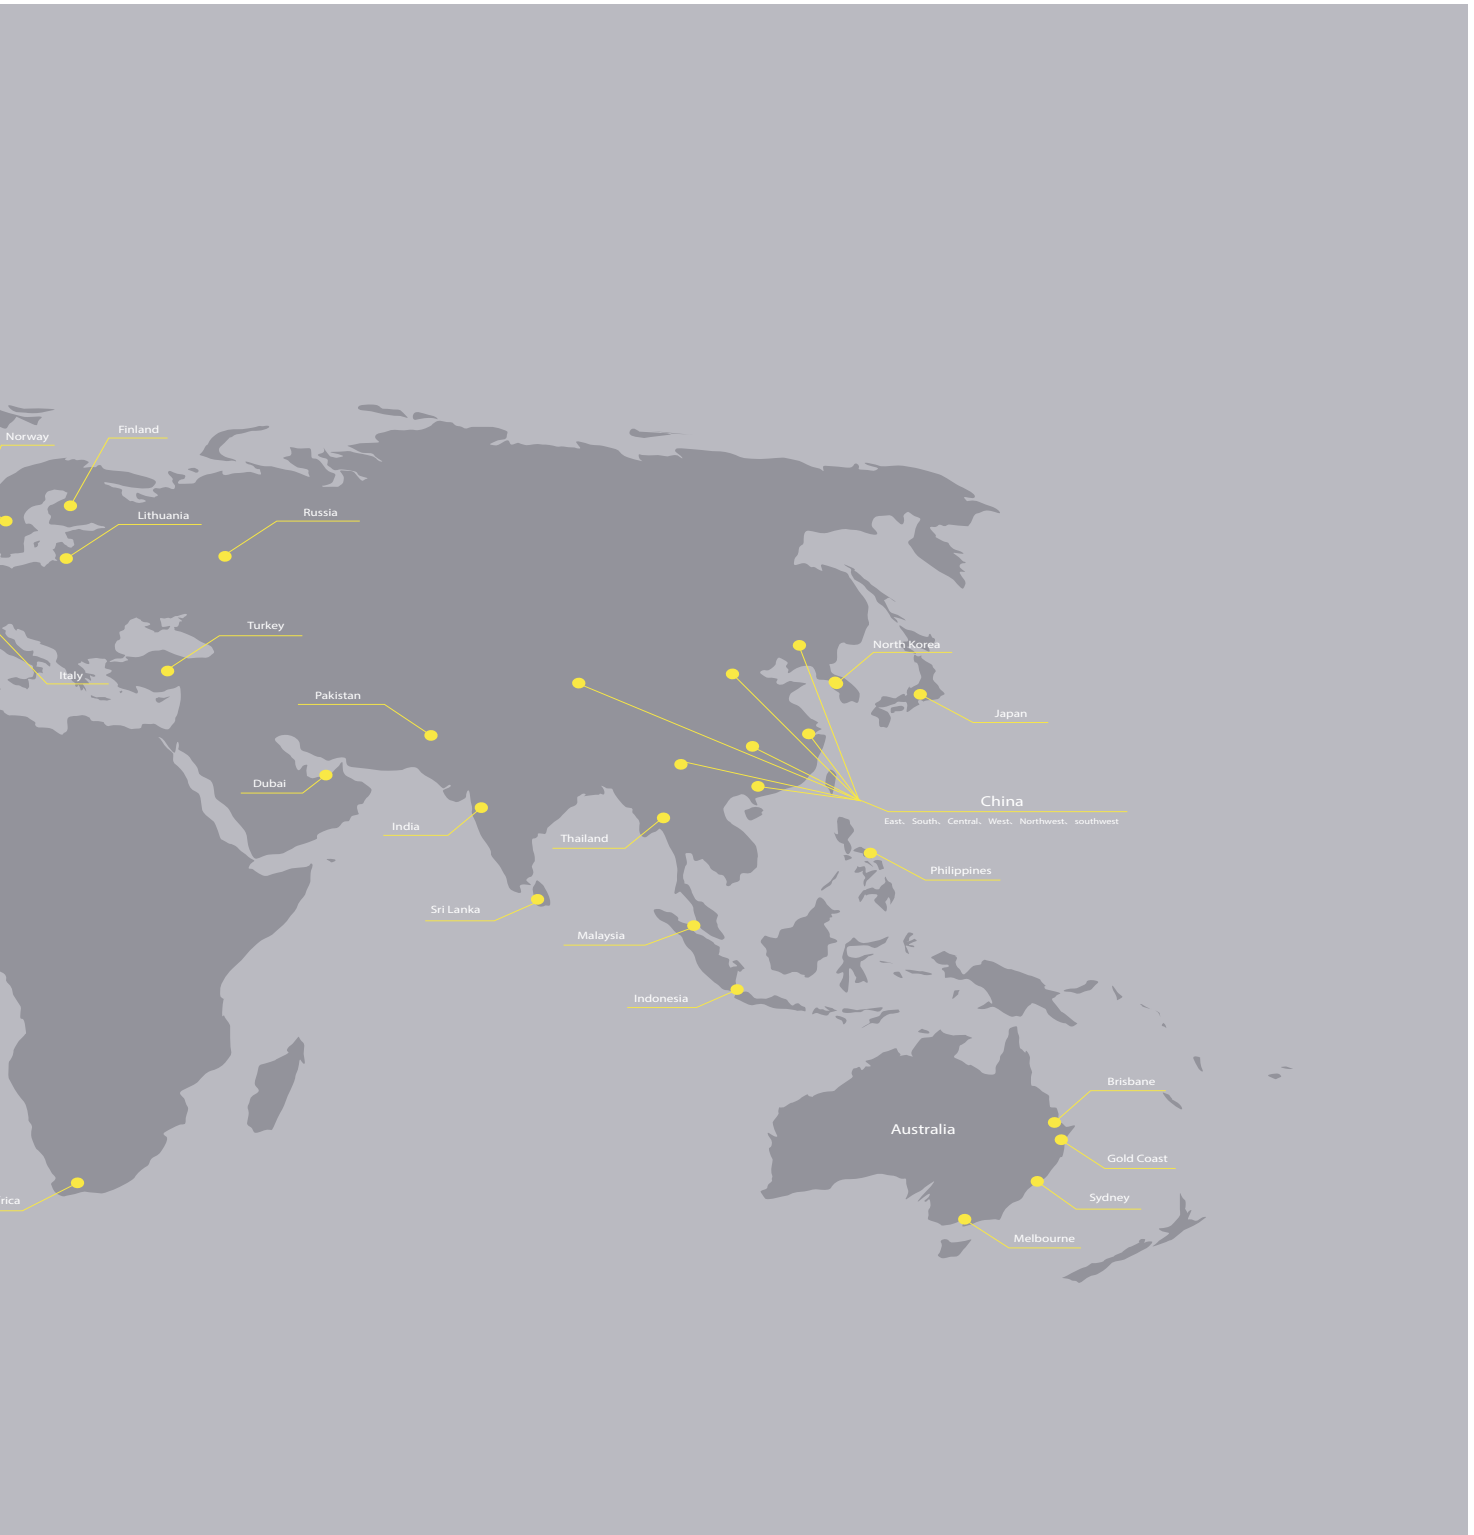 Finland
Norway
Lithuania
Russia
Turkey
North Korea
Italy
Pakistan
Japan
Dubai
China
East、 South、 Central、 West、 Northwest、 southwest
India
Thailand
Philippines
Sri Lanka
Malaysia
Indonesia
Brisbane
Australia
Gold Coast
Sydney
rica
Melbourne